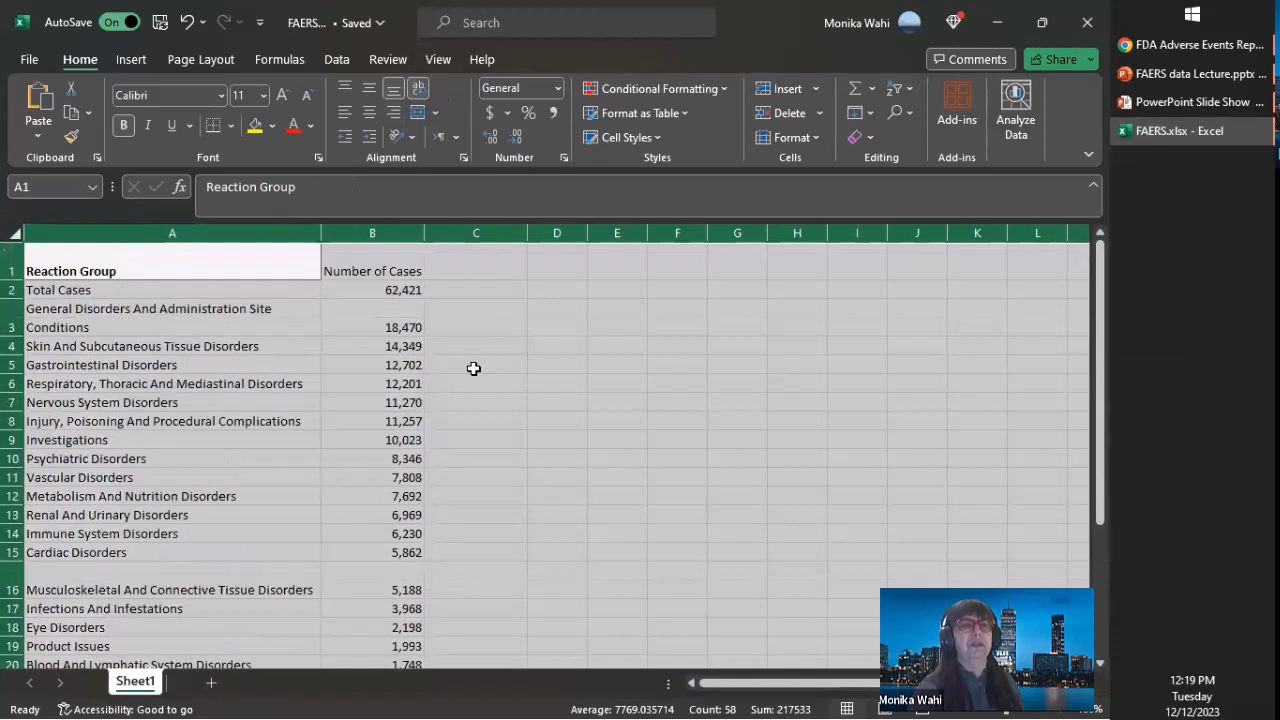 AutoSave On FAERS... • Saved Search Monika Wahi
File Home Insert Page Layout Formulas Data Review View Help Comments Share
Paste Calibri 11 General Conditional Formatting Insert Add-ins Analyze Data
Format as Table Delete
Cell Styles Format
Clipboard Font Alignment Number Styles Cells Editing Add-ins
A1 fx Reaction Group
A B C D E F G H I J K L
1 Reaction Group Number of Cases
2 Total Cases 62,421
General Disorders And Administration Site
3 Conditions 18,470
4 Skin And Subcutaneous Tissue Disorders 14,349
5 Gastrointestinal Disorders 12,702
6 Respiratory, Thoracic And Mediastinal Disorders 12,201
7 Nervous System Disorders 11,270
8 Injury, Poisoning And Procedural Complications 11,257
9 Investigations 10,023
10 Psychiatric Disorders 8,346
11 Vascular Disorders 7,808
12 Metabolism And Nutrition Disorders 7,692
13 Renal And Urinary Disorders 6,969
14 Immune System Disorders 6,230
15 Cardiac Disorders 5,862
16 Musculoskeletal And Connective Tissue Disorders 5,188
17 Infections And Infestations 3,968
18 Eye Disorders 2,198
19 Product Issues 1,993
20 Blood And Lymphatic System Disorders 1,748
Sheet1
Ready Accessibility: Good to go Average: 7769.035714 Count: 58 Sum: 217533
Monika Wahi
FDA Adverse Events Rep...
FAERS data Lecture.pptx ...
PowerPoint Slide Show ...
FAERS.xlsx - Excel
12:19 PM
Tuesday
12/12/2023